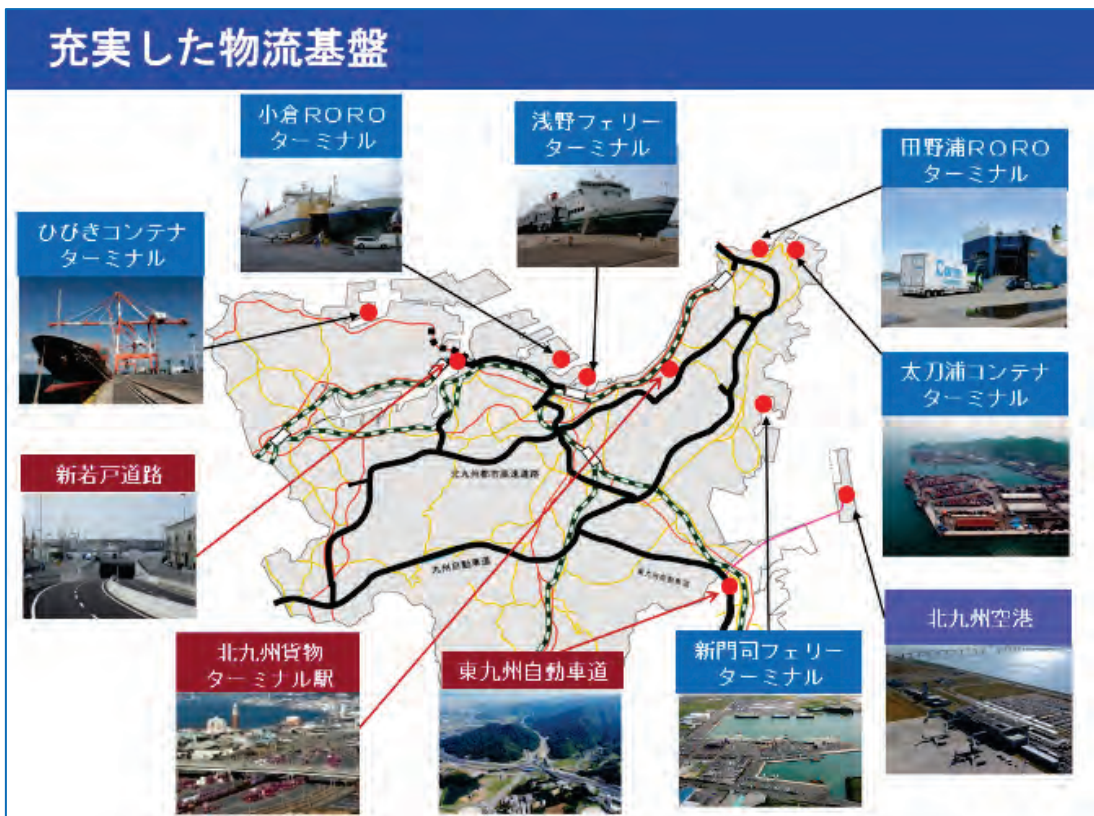 充実した物流基盤
小倉RORO
ターミナル
浅野フェリー
ターミナル
田野浦RORO
ターミナル
ひびきコンテナ
ターミナル
太刀浦コンテナ
ターミナル
新若戸道路
北九州都市高速道路
九州自動車道
東九州自動車道
北九州空港
北九州貨物
ターミナル駅
東九州自動車道
新門司フェリー
ターミナル